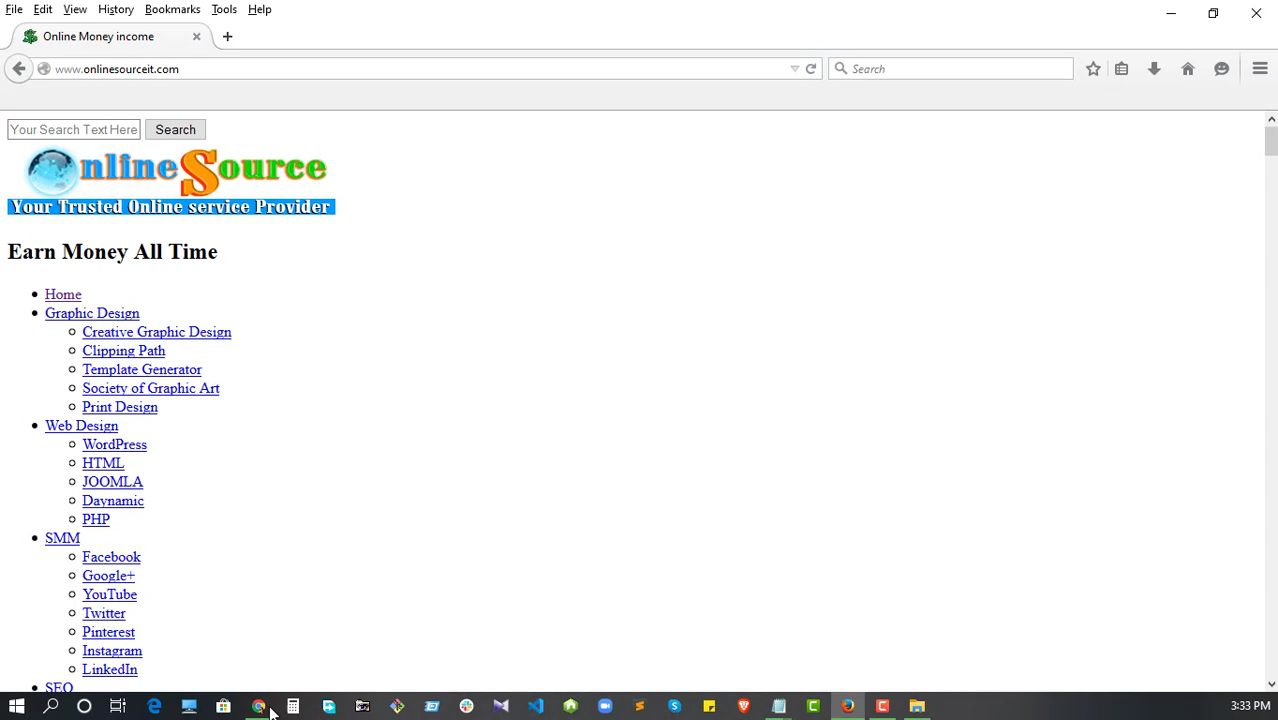 File Edit View History Bookmarks Tools Help
Online Money income
www.onlinesourceit.com
Search
Your Search Text Here Search
OnlineSource
Your Trusted Online service Provider
Earn Money All Time
Home
Graphic Design
Creative Graphic Design
Clipping Path
Template Generator
Society of Graphic Art
Print Design
Web Design
WordPress
HTML
JOOMLA
Daynamic
PHP
SMM
Facebook
Google+
YouTube
Twitter
Pinterest
Instagram
LinkedIn
SEO
3:33 PM